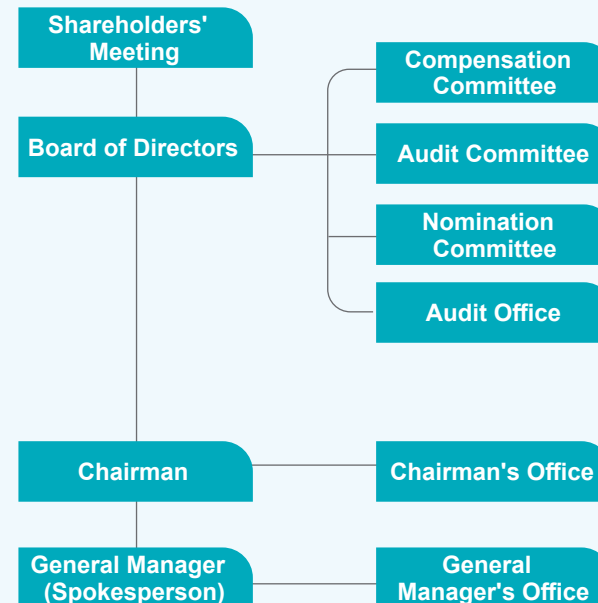 Shareholders'
Meeting
Compensation
Committee
Board of Directors
Audit Committee
Nomination
Committee
Audit Office
Chairman
Chairman's Office
General Manager
(Spokesperson)
General
Manager's Office